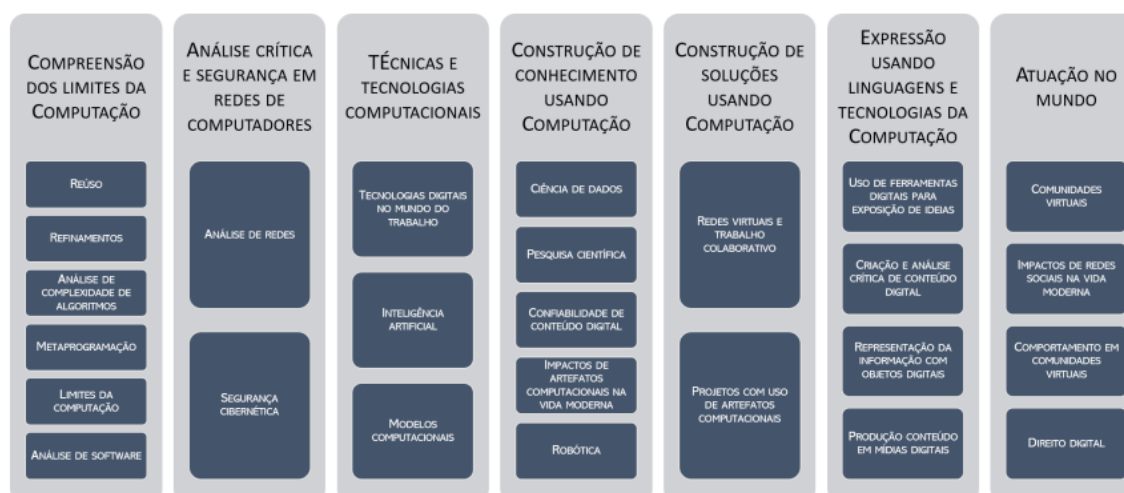 COMPREENSÃO
DOS LIMITES DA
COMPUTAÇÃO
REÚSO
REFINAMENTOS
ANÁLISE DE
COMPLEXIDADE DE
ALGORITMOS
METAPROGRAMAÇÃO
LIMITES DA
COMPUTAÇÃO
ANÁLISE DE SOFTWARE
ANÁLISE CRÍTICA
E SEGURANÇA EM
REDES DE
COMPUTADORES
ANÁLISE DE REDES
SEGURANÇA
CIBERNÉTICA
TÉCNICAS E
TECNOLOGIAS
COMPUTACIONAIS
TECNOLOGIAS DIGITAIS
NO MUNDO DO
TRABALHO
INTELIGÊNCIA
ARTIFICIAL
MODELOS
COMPUTACIONAIS
CONSTRUÇÃO DE
CONHECIMENTO
USANDO
COMPUTAÇÃO
CIÊNCIA DE DADOS
PESQUISA CIENTÍFICA
CONFIABILIDADE DE
CONTEÚDO DIGITAL
IMPACTOS DE
ARTEFATOS
COMPUTACIONAIS NA
VIDA MODERNA
ROBÓTICA
CONSTRUÇÃO DE
SOLUÇÕES
USANDO
COMPUTAÇÃO
REDES VIRTUAIS E
TRABALHO
COLABORATIVO
PROJETOS COM USO
DE ARTEFATOS
COMPUTACIONAIS
EXPRESSÃO
USANDO
LINGUAGENS E
TECNOLOGIAS DA
COMPUTAÇÃO
USO DE FERRAMENTAS
DIGITAIS PARA
EXPOSIÇÃO DE IDEIAS
CRIAÇÃO E ANÁLISE
CRÍTICA DE CONTEÚDO
DIGITAL
REPRESENTAÇÃO DA
INFORMAÇÃO COM
OBJETOS DIGITAIS
PRODUÇÃO CONTEÚDO
EM MÍDIAS DIGITAIS
ATUAÇÃO NO
MUNDO
COMUNIDADES
VIRTUAIS
IMPACTOS DE REDES
SOCIAIS NA VIDA
MODERNA
COMPORTAMENTO EM
COMUNIDADES
VIRTUAIS
DIREITO DIGITAL